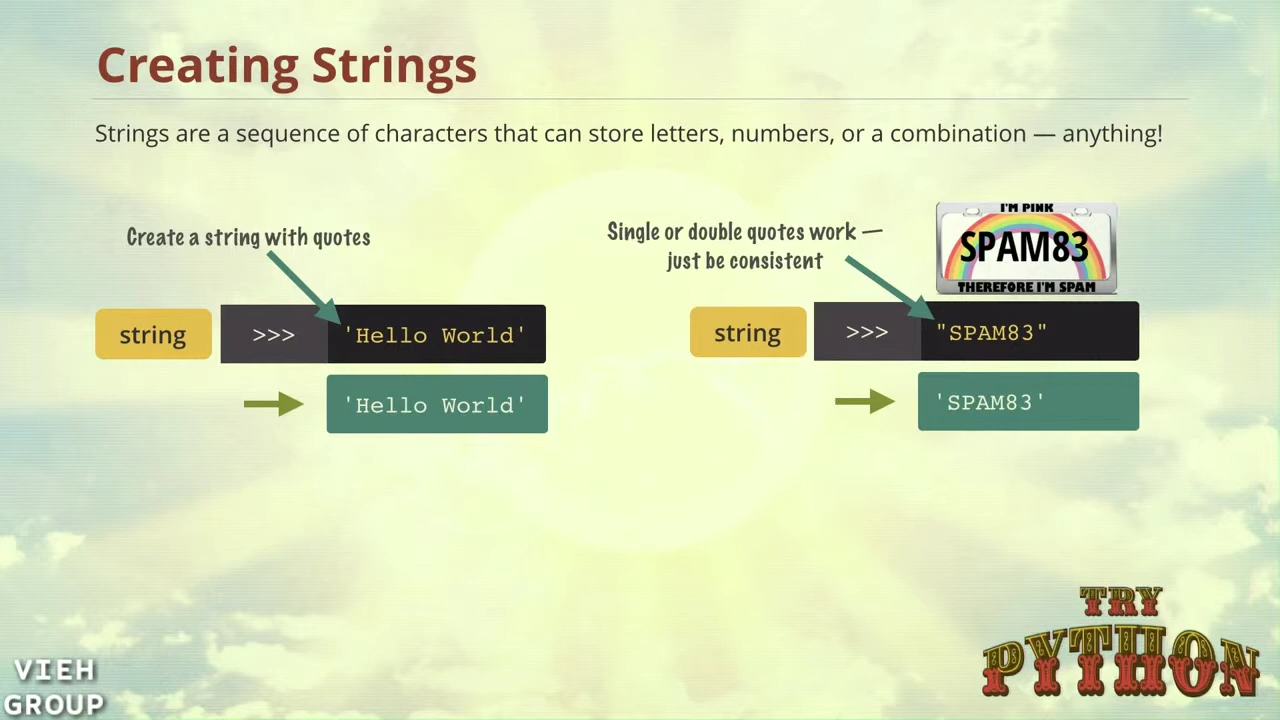 Creating Strings
Strings are a sequence of characters that can store letters, numbers, or a combination — anything!
Create a string with quotes
string
>>>
'Hello World'
'Hello World'
Single or double quotes work —
just be consistent
I'M PINK
SPAM83
THEREFORE I'M SPAM
string
>>>
"SPAM83"
'SPAM83'
TRY
PYTHON
VIEH
GROUP